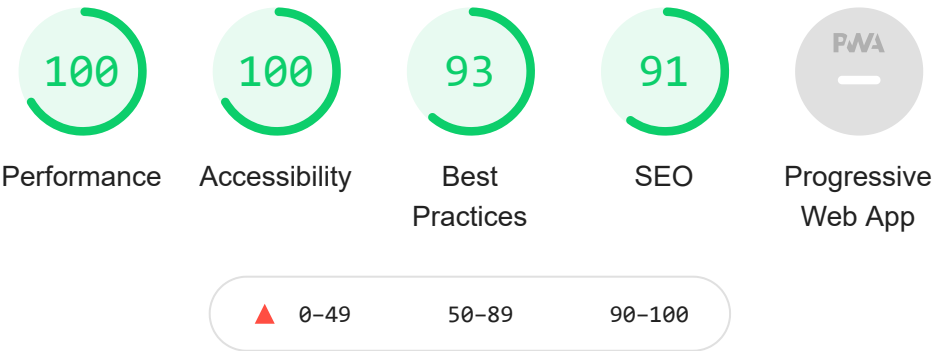 100 100 93 91 PWA
Performance Accessibility Best SEO Progressive
Practices Web App
0–49 50–89 90–100